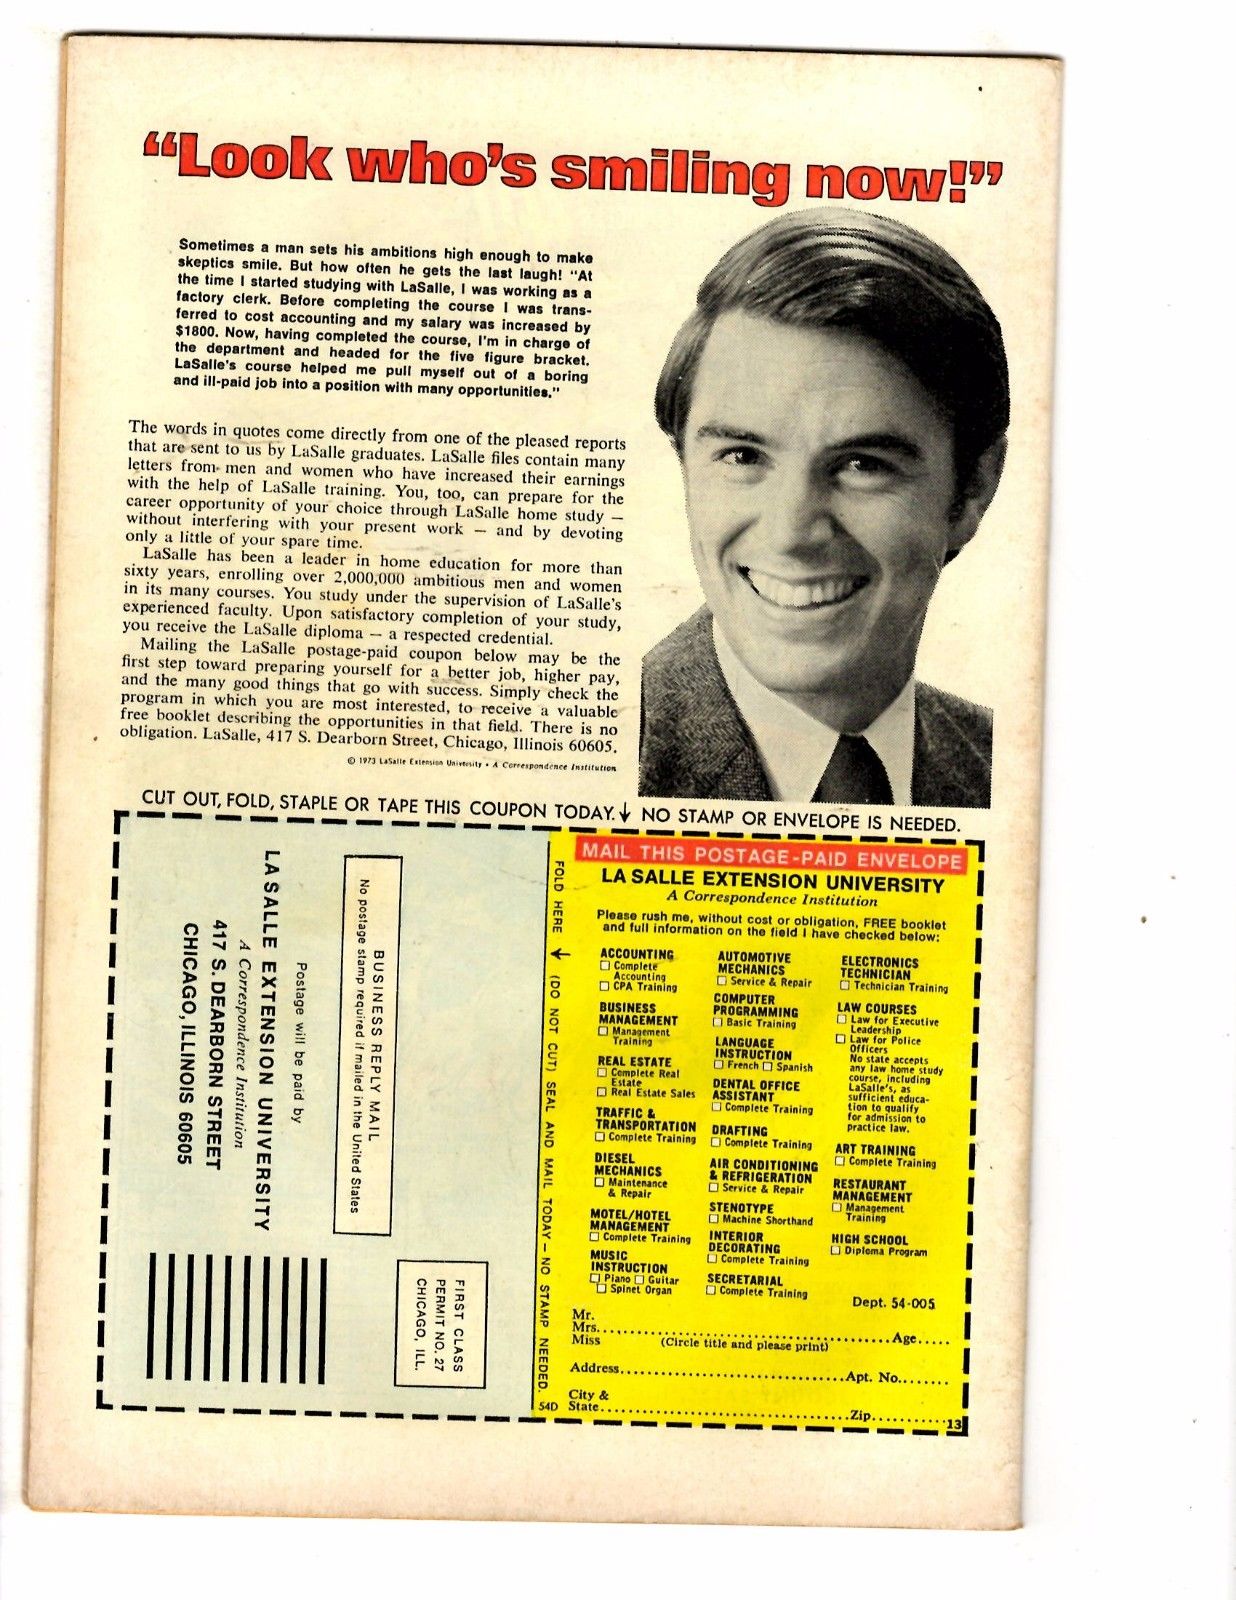 “Look who’s smiling now!”
Sometimes a man sets his ambitions high enough to make
skeptics smile. But how often he gets the last laugh! "At
the time I started studying with LaSalle, I was working as a
factory clerk. Before completing the course I was trans-
ferred to cost accounting and my salary was increased by
$1800. Now, having completed the course, I'm in charge of
the department and headed for the five figure bracket.
LaSalle's course helped me pull myself out of a boring
and ill-paid job into a position with many opportunities."
The words in quotes come directly from one of the pleased reports
that are sent to us by LaSalle graduates. LaSalle files contain many
letters from men and women who have increased their earnings
with the help of LaSalle training. You, too, can prepare for the
career opportunity of your choice through LaSalle home study —
without interfering with your present work — and by devoting
only a little of your spare time.
LaSalle has been a leader in home education for more than
sixty years, enrolling over 2,000,000 ambitious men and women
in its many courses. You study under the supervision of LaSalle's
experienced faculty. Upon satisfactory completion of your study,
you receive the LaSalle diploma — a respected credential.
Mailing the LaSalle postage-paid coupon below may be the
first step toward preparing yourself for a better job, higher pay,
and the many good things that go with success. Simply check the
program in which you are most interested, to receive a valuable
free booklet describing the opportunities in that field. There is no
obligation. LaSalle, 417 S. Dearborn Street, Chicago, Illinois 60605.
© 1973 LaSalle Extension University • A Correspondence Institution
CUT OUT, FOLD, STAPLE OR TAPE THIS COUPON TODAY.↓ NO STAMP OR ENVELOPE IS NEEDED.
FIRST CLASS
PERMIT NO. 27
CHICAGO, ILL.
BUSINESS REPLY MAIL
No postage stamp required if mailed in the United States
Postage will be paid by
LA SALLE EXTENSION UNIVERSITY
A Correspondence Institution
417 S. DEARBORN STREET
CHICAGO, ILLINOIS 60605
FOLD HERE ↓ (DO NOT CUT) SEAL AND MAIL TODAY – NO STAMP NEEDED.
54D
MAIL THIS POSTAGE-PAID ENVELOPE
LA SALLE EXTENSION UNIVERSITY
A Correspondence Institution
Please rush me, without cost or obligation, FREE booklet
and full information on the field I have checked below:
ACCOUNTING
☐ Complete
Accounting
☐ CPA Training
BUSINESS
MANAGEMENT
☐ Management
Training
REAL ESTATE
☐ Complete Real
Estate
☐ Real Estate Sales
TRAFFIC &
TRANSPORTATION
☐ Complete Training
DIESEL
MECHANICS
☐ Maintenance
& Repair
MOTEL/HOTEL
MANAGEMENT
☐ Complete Training
MUSIC
INSTRUCTION
☐ Piano ☐ Guitar
☐ Spinet Organ
AUTOMOTIVE
MECHANICS
☐ Service & Repair
COMPUTER
PROGRAMMING
☐ Basic Training
LANGUAGE
INSTRUCTION
☐ French ☐ Spanish
DENTAL OFFICE
ASSISTANT
☐ Complete Training
DRAFTING
☐ Complete Training
AIR CONDITIONING
& REFRIGERATION
☐ Service & Repair
STENOTYPE
☐ Machine Shorthand
INTERIOR
DECORATING
☐ Complete Training
SECRETARIAL
☐ Complete Training
ELECTRONICS
TECHNICIAN
☐ Technician Training
LAW COURSES
☐ Law for Executive
Leadership
☐ Law for Police
Officers
No state accepts
any law home study
course, including
LaSalle's, as
sufficient educa-
tion to qualify
for admission to
practice law.
ART TRAINING
☐ Complete Training
RESTAURANT
MANAGEMENT
☐ Management
Training
HIGH SCHOOL
☐ Diploma Program
Dept. 54-005
Mr.
Mrs..........Age.....
Miss (Circle title and please print)
Address..........Apt. No........
City &
State..........Zip..........
13